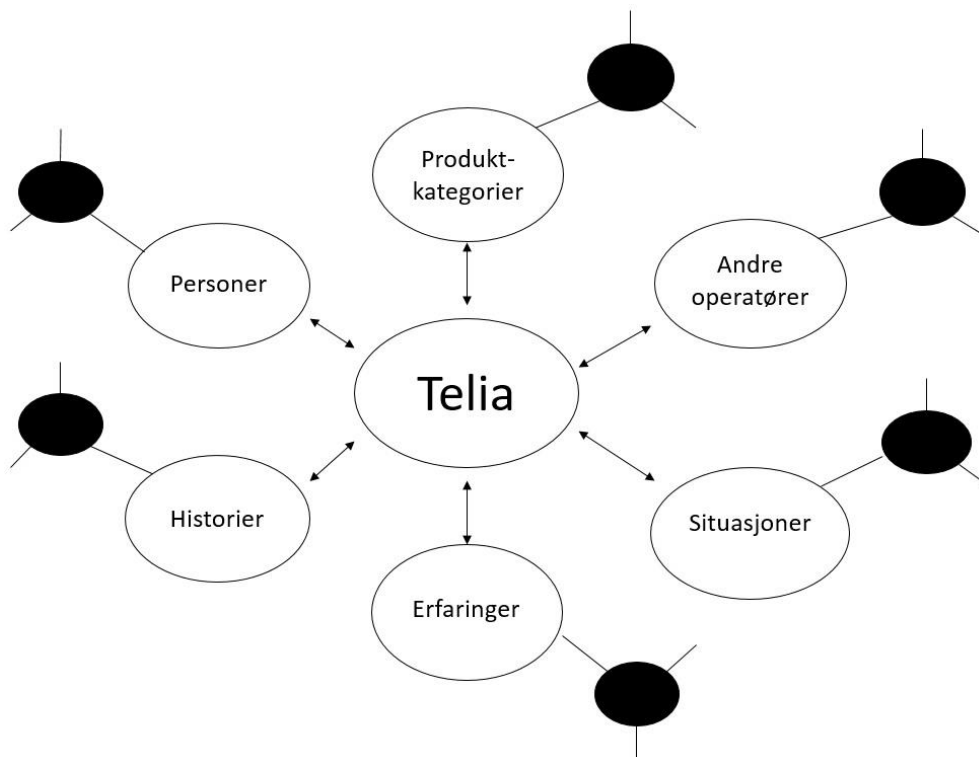 Produkt-
kategorier
Personer
Andre
operatører
Telia
Historier
Situasjoner
Erfaringer